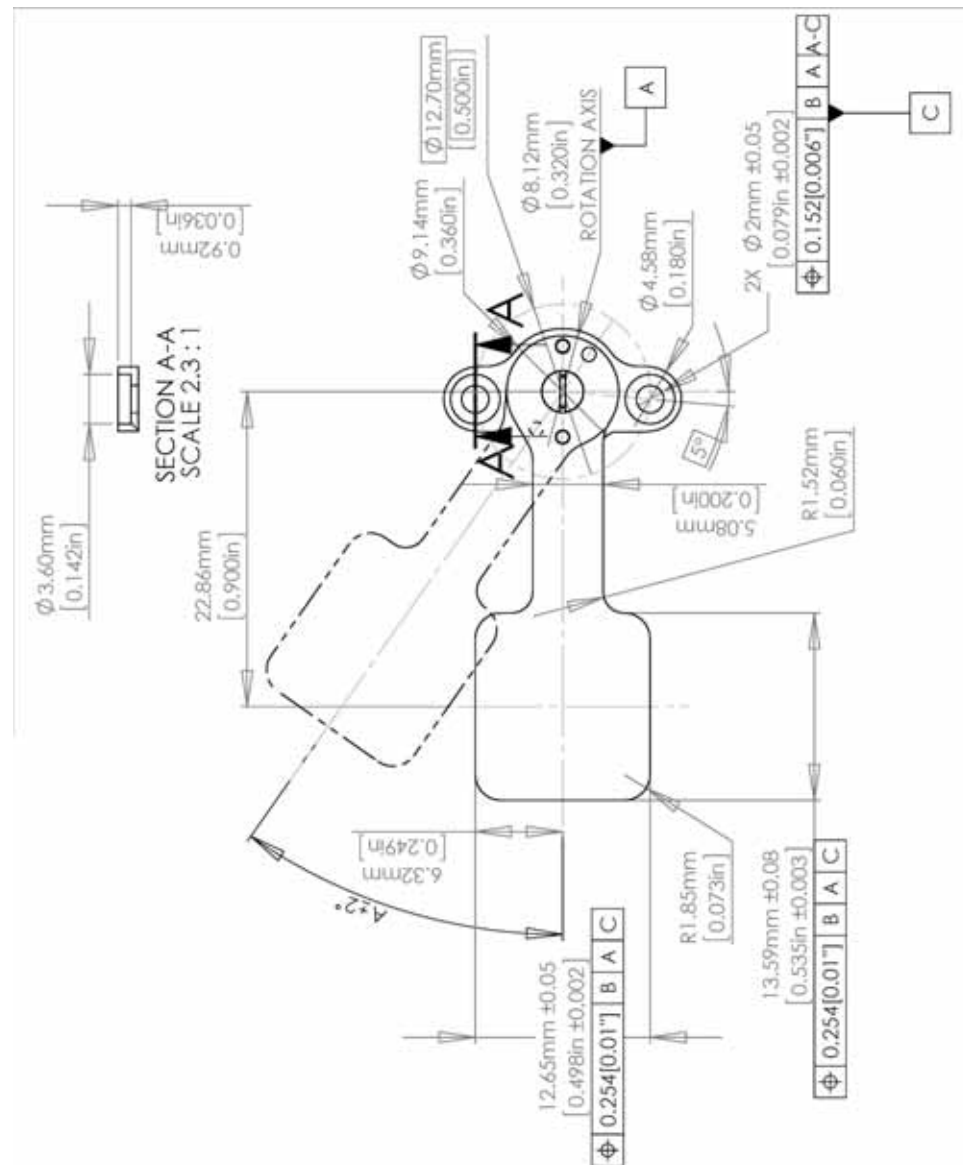 0.92mm
[0.036in]
Ø3.60mm
[0.142in]
SECTION A-A
SCALE 2.3 : 1
Ø12.70mm
[0.500in]
Ø9.14mm
[0.360in]
Ø8.12mm
[0.320in]
ROTATION AXIS
A
A
A
Ø4.58mm
[0.180in]
2X Ø2mm ±0.05
[0.079in ±0.002]
⌖ 0.152[0.006"] B A A-C
C
22.86mm
[0.900in]
5°
5.08mm
[0.200in]
R1.52mm
[0.060in]
6.32mm
[0.249in]
A±2°
R1.85mm
[0.073in]
12.65mm ±0.05
[0.498in ±0.002]
⌖ 0.254[0.01"] B A C
13.59mm ±0.08
[0.535in ±0.003]
⌖ 0.254[0.01"] B A C